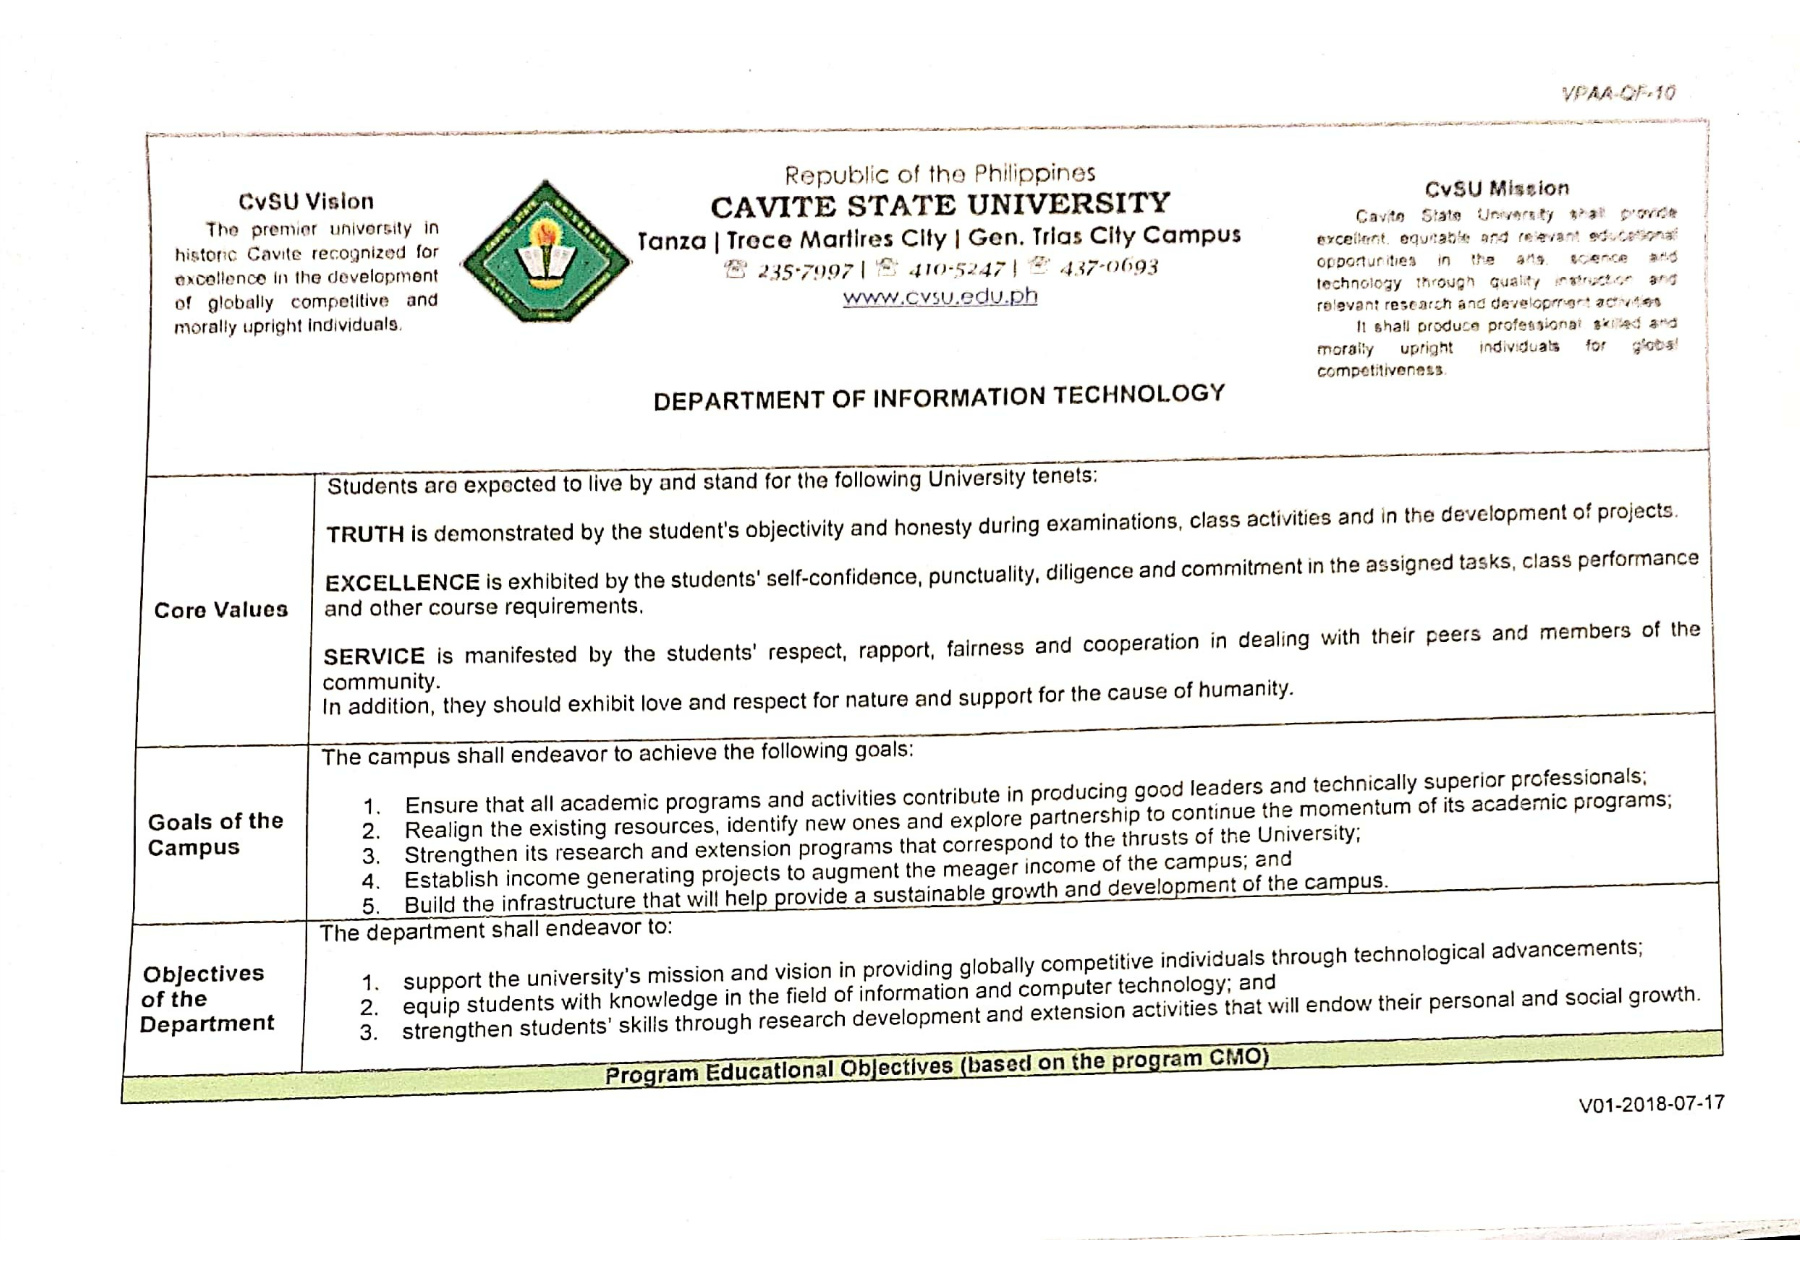 VPAA-QF-10
CvSU Vision
The premier university in
historic Cavite recognized for
excellence in the development
of globally competitive and
morally upright individuals.
Republic of the Philippines
CAVITE STATE UNIVERSITY
Tanza | Trece Martires City | Gen. Trias City Campus
☏ 235-7997 | ☏ 410-5247 | ☏ 437-0693
www.cvsu.edu.ph
CvSU Mission
Cavite State University shall provide
excellent, equitable and relevant educational
opportunities in the arts, science and
technology through quality instruction and
relevant research and development activities
It shall produce professional, skilled and
morally upright individuals for global
competitiveness.
DEPARTMENT OF INFORMATION TECHNOLOGY
Core Values
Students are expected to live by and stand for the following University tenets:
TRUTH is demonstrated by the student's objectivity and honesty during examinations, class activities and in the development of projects.
EXCELLENCE is exhibited by the students' self-confidence, punctuality, diligence and commitment in the assigned tasks, class performance
and other course requirements.
SERVICE is manifested by the students' respect, rapport, fairness and cooperation in dealing with their peers and members of the
community.
In addition, they should exhibit love and respect for nature and support for the cause of humanity.
Goals of the
Campus
The campus shall endeavor to achieve the following goals:
1. Ensure that all academic programs and activities contribute in producing good leaders and technically superior professionals;
2. Realign the existing resources, identify new ones and explore partnership to continue the momentum of its academic programs;
3. Strengthen its research and extension programs that correspond to the thrusts of the University;
4. Establish income generating projects to augment the meager income of the campus; and
5. Build the infrastructure that will help provide a sustainable growth and development of the campus.
Objectives
of the
Department
The department shall endeavor to:
1. support the university's mission and vision in providing globally competitive individuals through technological advancements;
2. equip students with knowledge in the field of information and computer technology; and
3. strengthen students' skills through research development and extension activities that will endow their personal and social growth.
Program Educational Objectives (based on the program CMO)
V01-2018-07-17